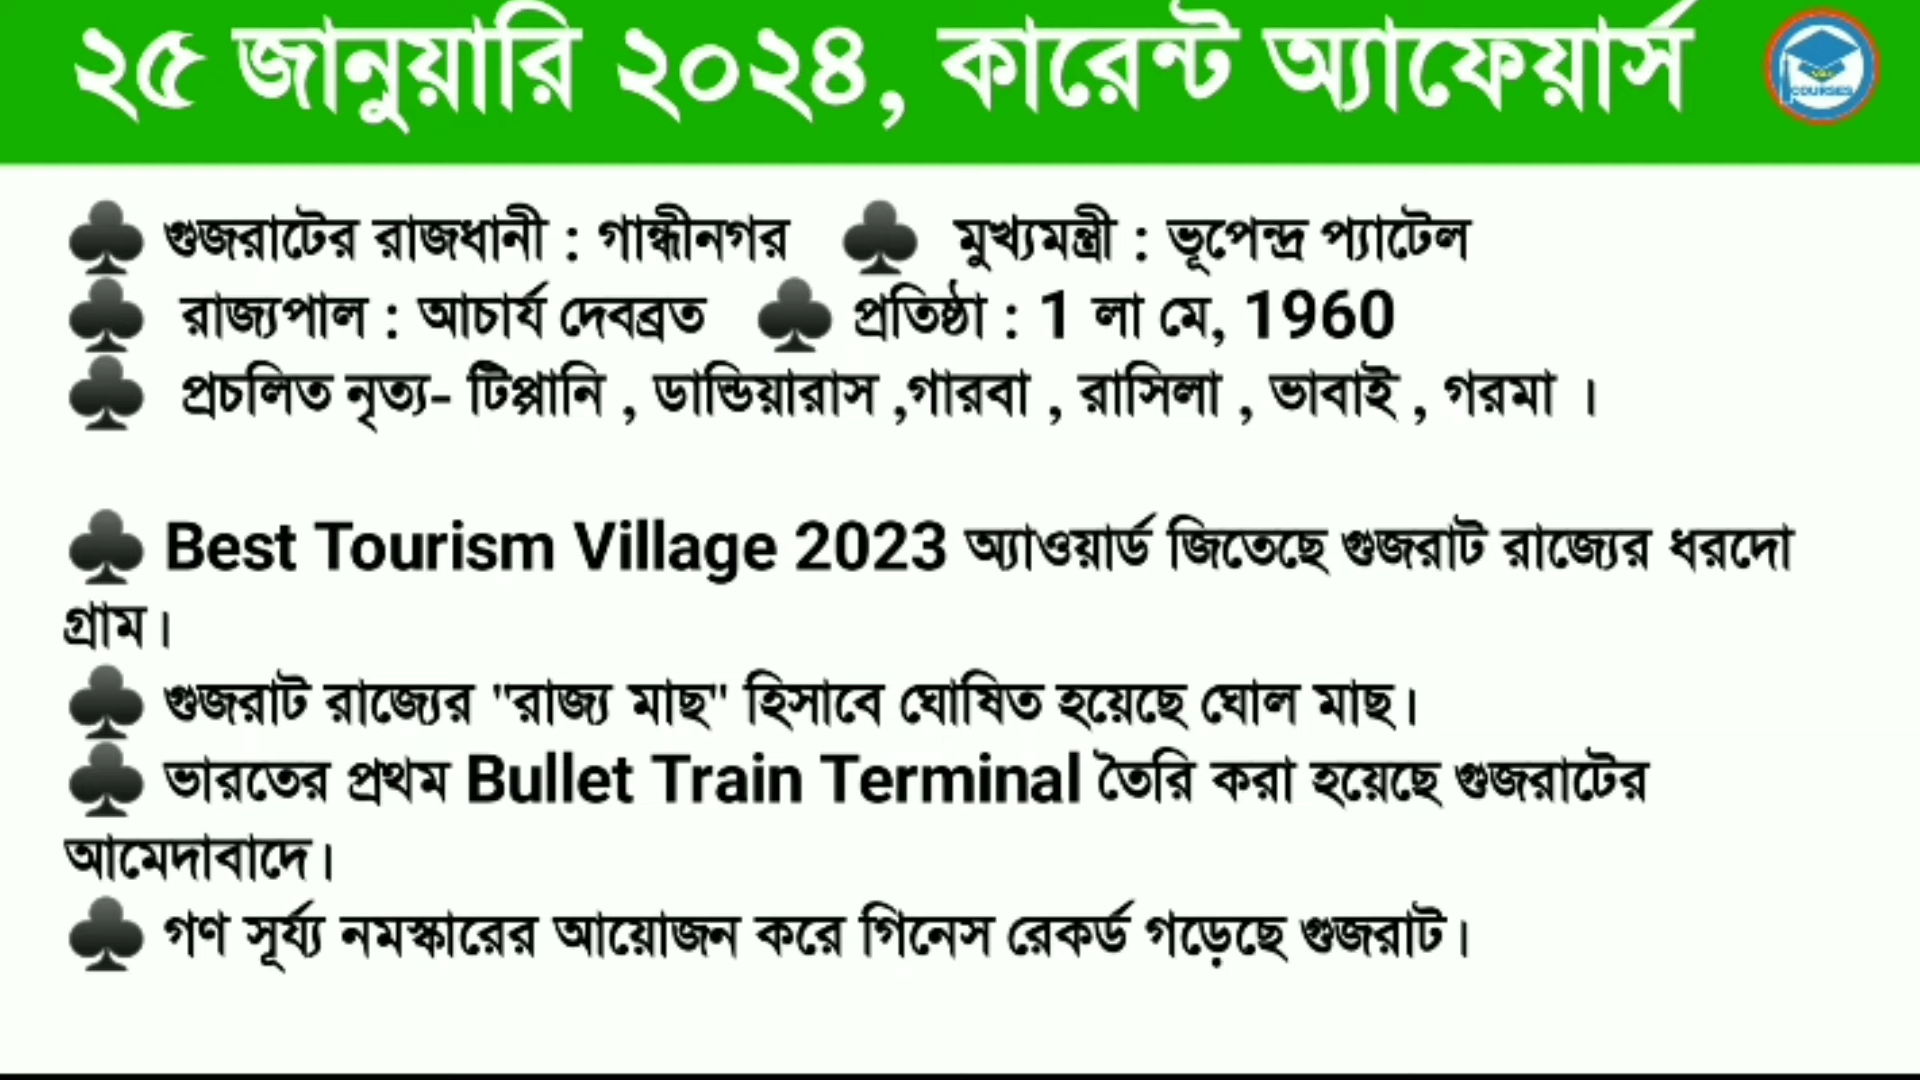 ২৫ জানুয়ারি ২০২৪, কারেন্ট অ্যাফেয়ার্স
COURSES
♣ গুজরাটের রাজধানী : গান্ধীনগর ♣ মুখ্যমন্ত্রী : ভূপেন্দ্র প্যাটেল
♣ রাজ্যপাল : আচার্য দেবব্রত ♣ প্রতিষ্ঠা : 1 লা মে, 1960
♣ প্রচলিত নৃত্য- টিপ্পানি , ডান্ডিয়ারাস ,গারবা , রাসিলা , ভাবাই , গরমা ।
♣ Best Tourism Village 2023 অ্যাওয়ার্ড জিতেছে গুজরাট রাজ্যের ধরদো
গ্রাম।
♣ গুজরাট রাজ্যের "রাজ্য মাছ" হিসাবে ঘোষিত হয়েছে ঘোল মাছ।
♣ ভারতের প্রথম Bullet Train Terminal তৈরি করা হয়েছে গুজরাটের
আমেদাবাদে।
♣ গণ সূর্য্য নমস্কারের আয়োজন করে গিনেস রেকর্ড গড়েছে গুজরাট।